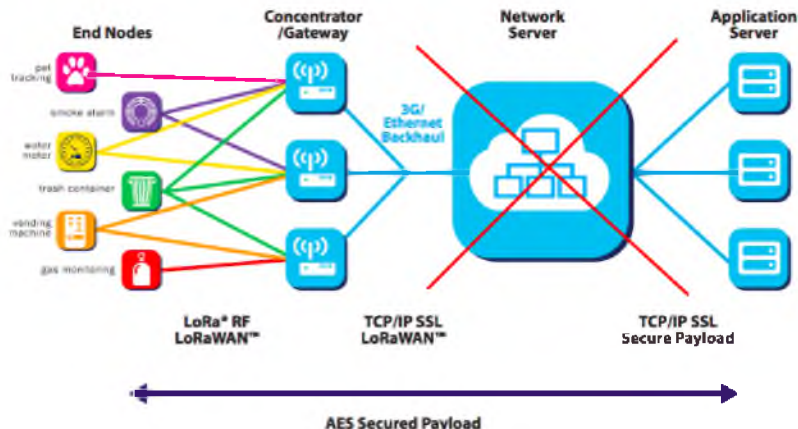 End Nodes
Concentrator
/Gateway
Network
Server
Application
Server
pet
tracking
smoke alarm
water
meter
trash container
vending
machine
gas monitoring
3G/
Ethernet
Backhaul
LoRa® RF
LoRaWAN™
TCP/IP SSL
LoRaWAN™
TCP/IP SSL
Secure Payload
AES Secured Payload